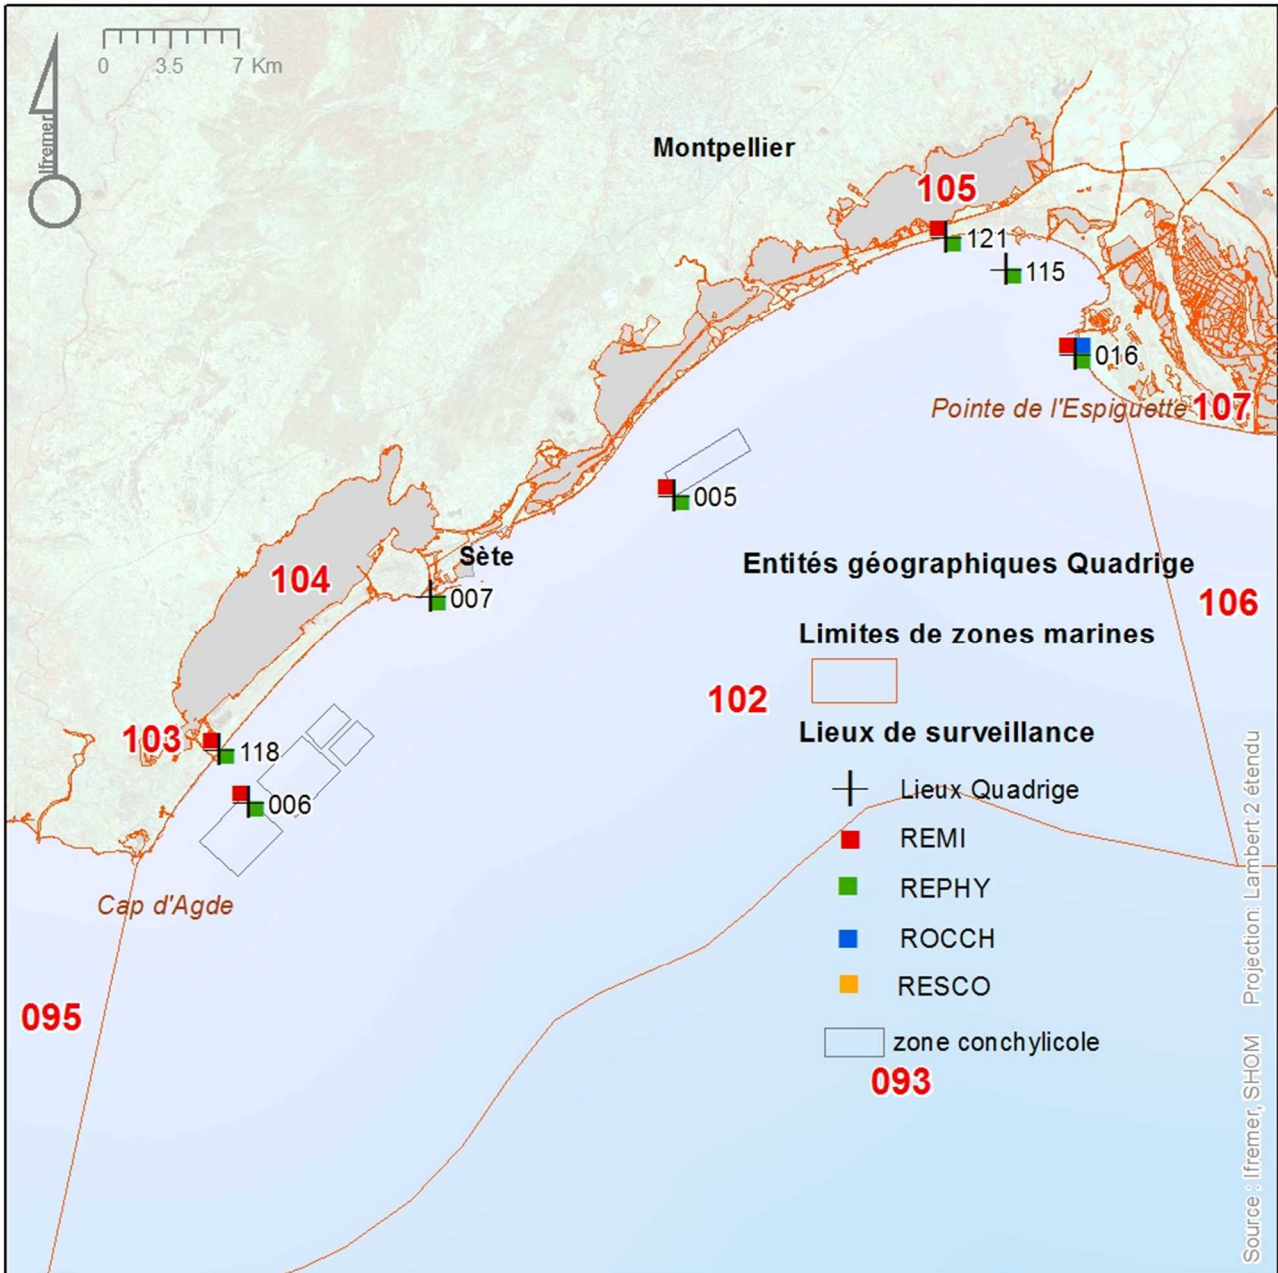 0 3.5 7 Km
Ifremer
Montpellier
105
121
115
016
Pointe de l'Espiguette
107
005
Sète
104
007
Entités géographiques Quadrige
106
Limites de zones marines
102
103
118
Lieux de surveillance
006
Lieux Quadrige
REMI
REPHY
Cap d'Agde
ROCCH
RESCO
095
zone conchylicole
093
Source : Ifremer, SHOM Projection: Lambert 2 étendu